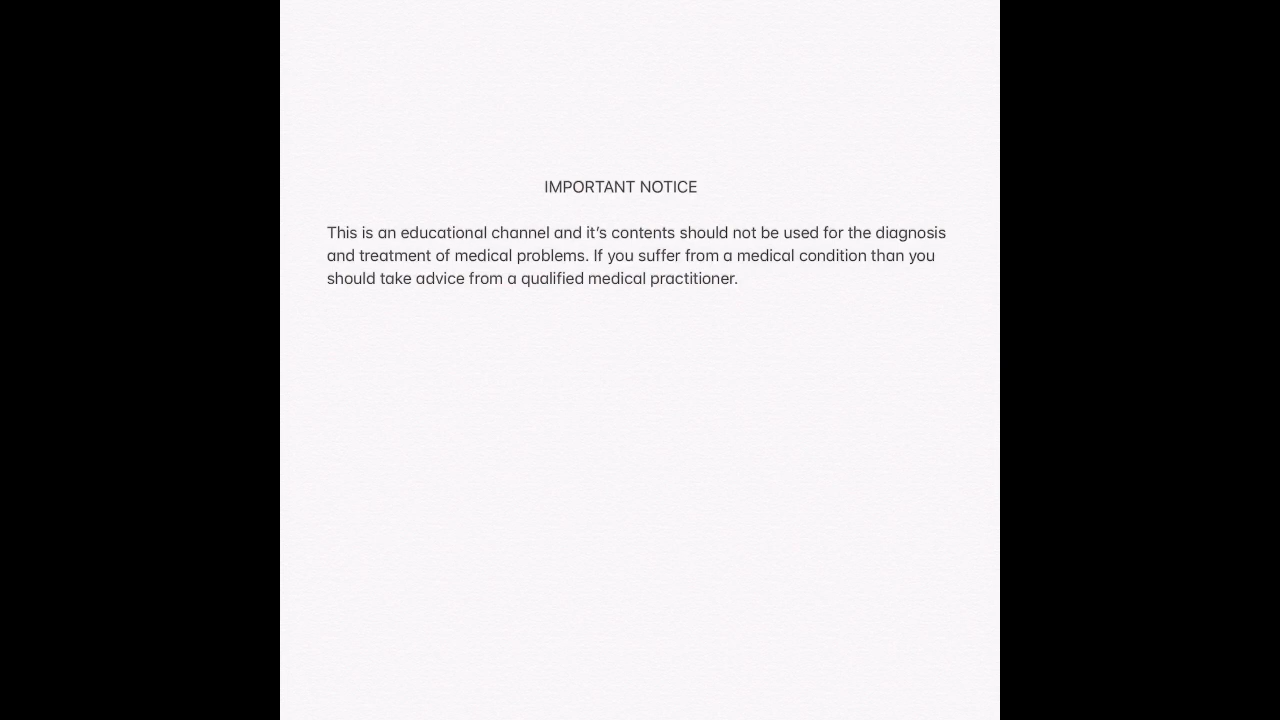 IMPORTANT NOTICE
This is an educational channel and it’s contents should not be used for the diagnosis
and treatment of medical problems. If you suffer from a medical condition than you
should take advice from a qualified medical practitioner.